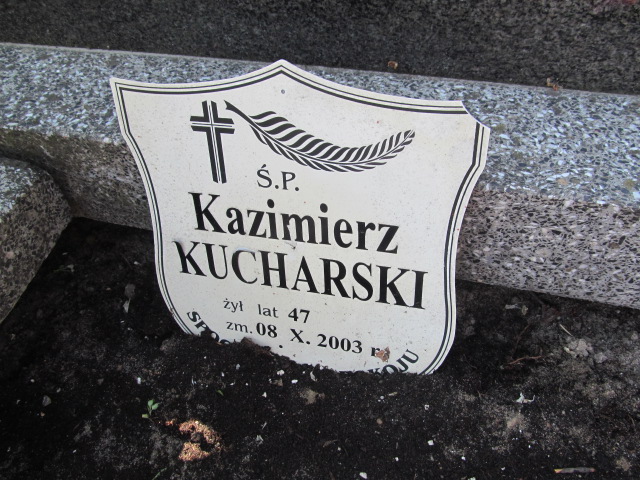 Ś.P.
Kazimierz
KUCHARSKI
żył lat 47
zm. 08 X. 2003 r.